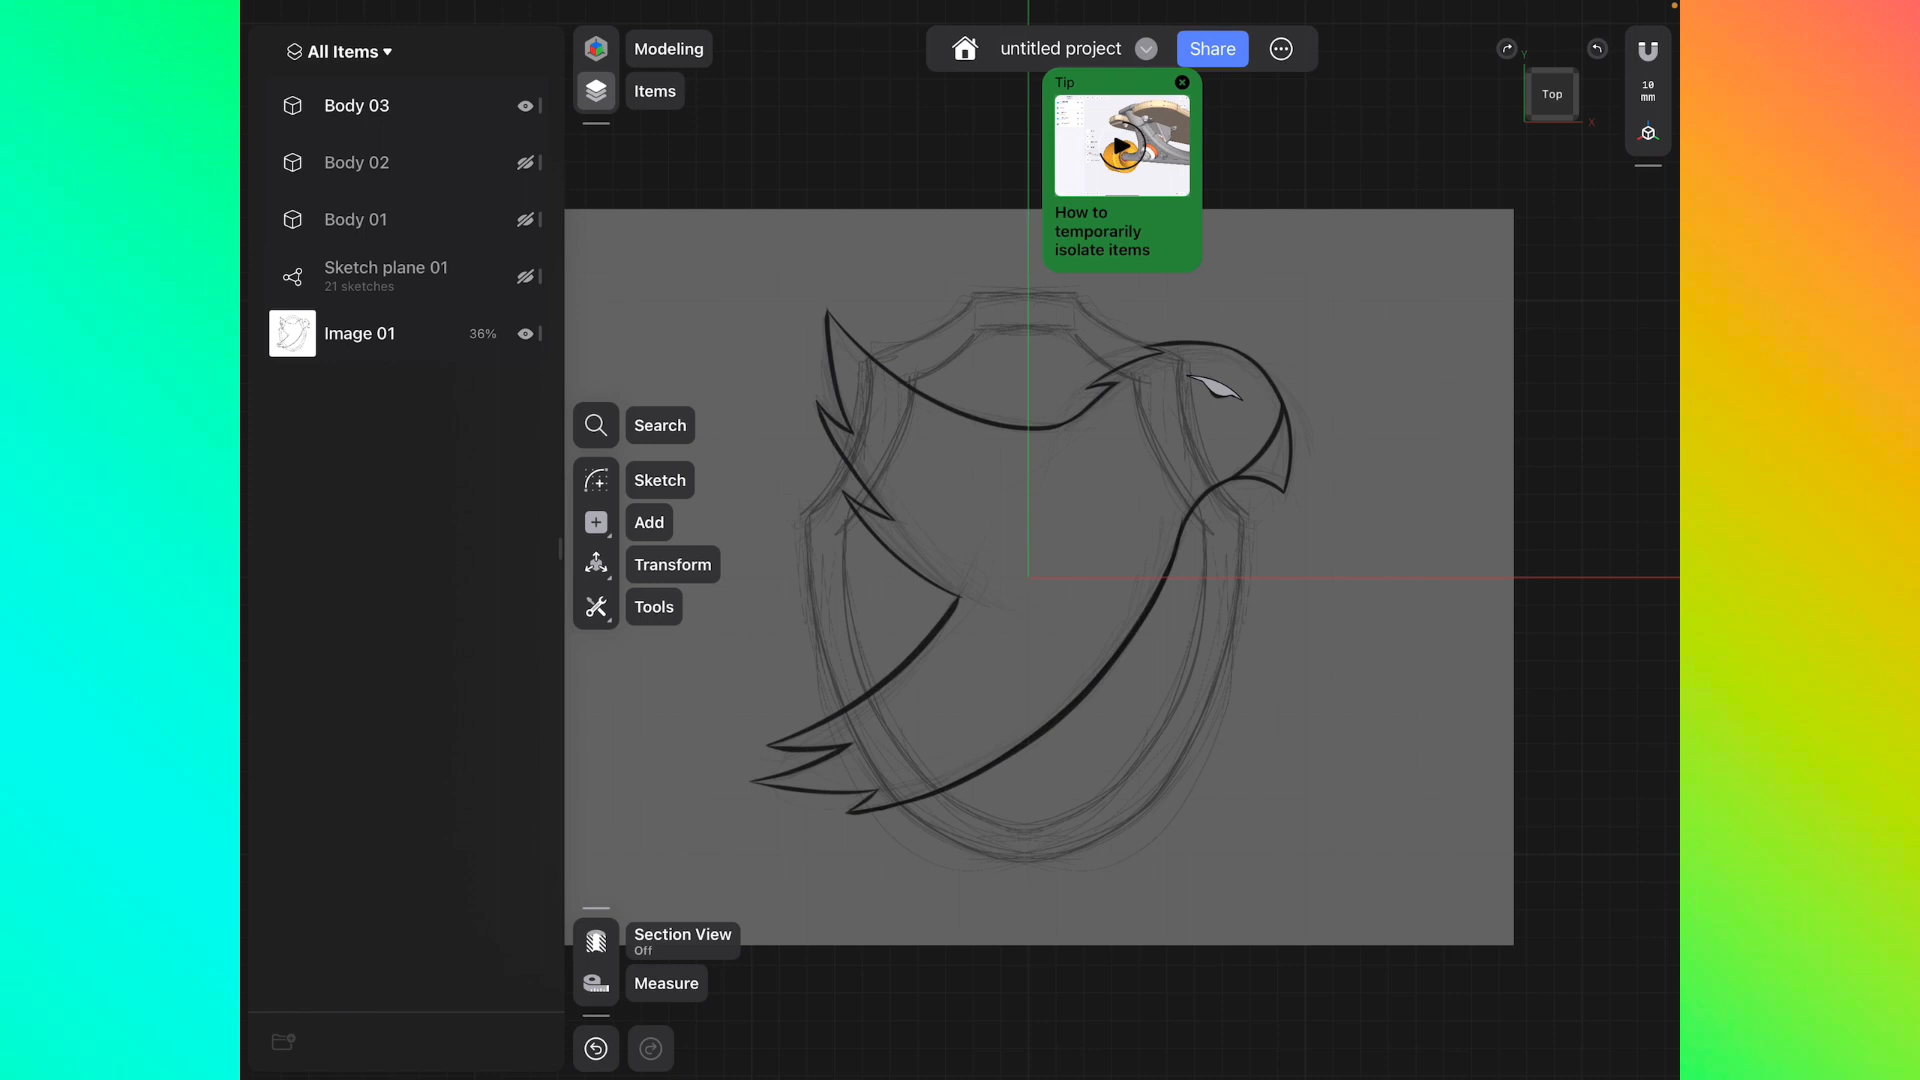 All Items
Body 03
Body 02
Body 01
Sketch plane 01
21 sketches
Image 01 36%
Modeling
Items
untitled project
Share
Tip
How to
temporarily
isolate items
Y
Top
X
10
mm
Search
Sketch
Add
Transform
Tools
Section View
Off
Measure